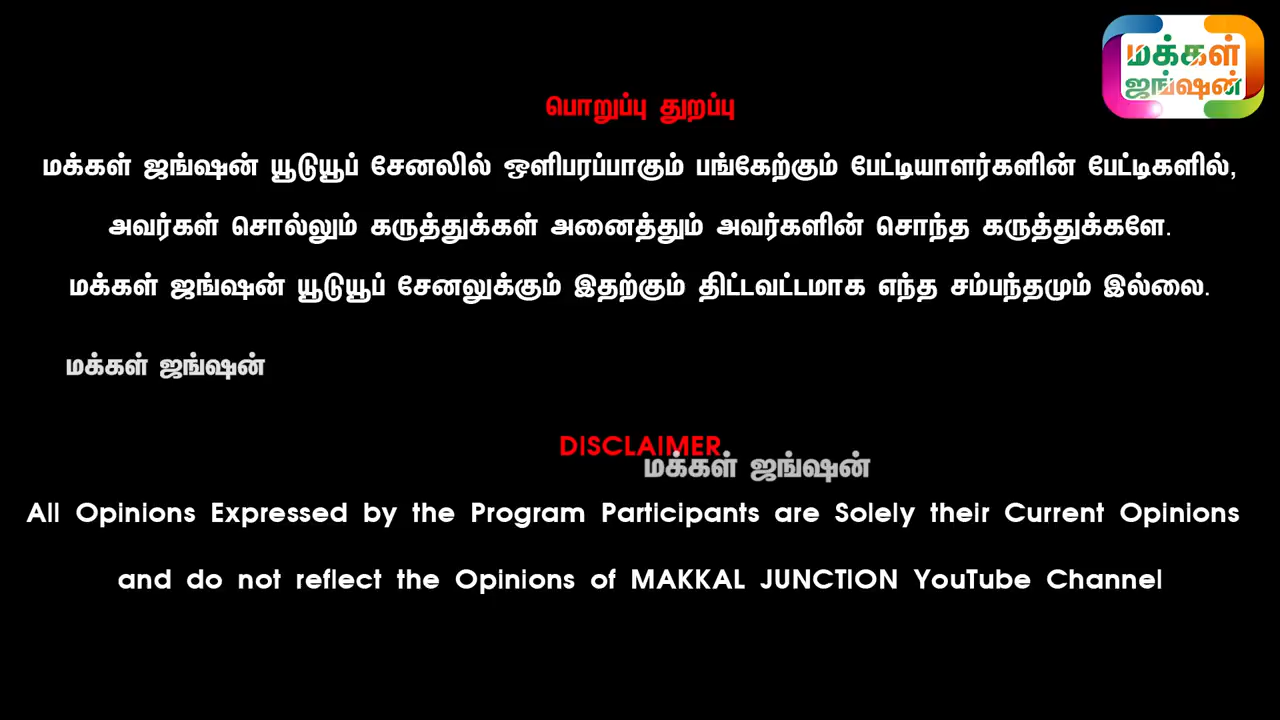 மக்கள்
ஜங்ஷன்
பொறுப்பு துறப்பு
மக்கள் ஜங்ஷன் யூடுயூப் சேனலில் ஒளிபரப்பாகும் பங்கேற்கும் பேட்டியாளர்களின் பேட்டிகளில்,
அவர்கள் சொல்லும் கருத்துக்கள் அனைத்தும் அவர்களின் சொந்த கருத்துக்களே.
மக்கள் ஜங்ஷன் யூடுயூப் சேனலுக்கும் இதற்கும் திட்டவட்டமாக எந்த சம்பந்தமும் இல்லை.
மக்கள் ஜங்ஷன்
DISCLAIMER
மக்கள் ஜங்ஷன்
All Opinions Expressed by the Program Participants are Solely their Current Opinions
and do not reflect the Opinions of MAKKAL JUNCTION YouTube Channel